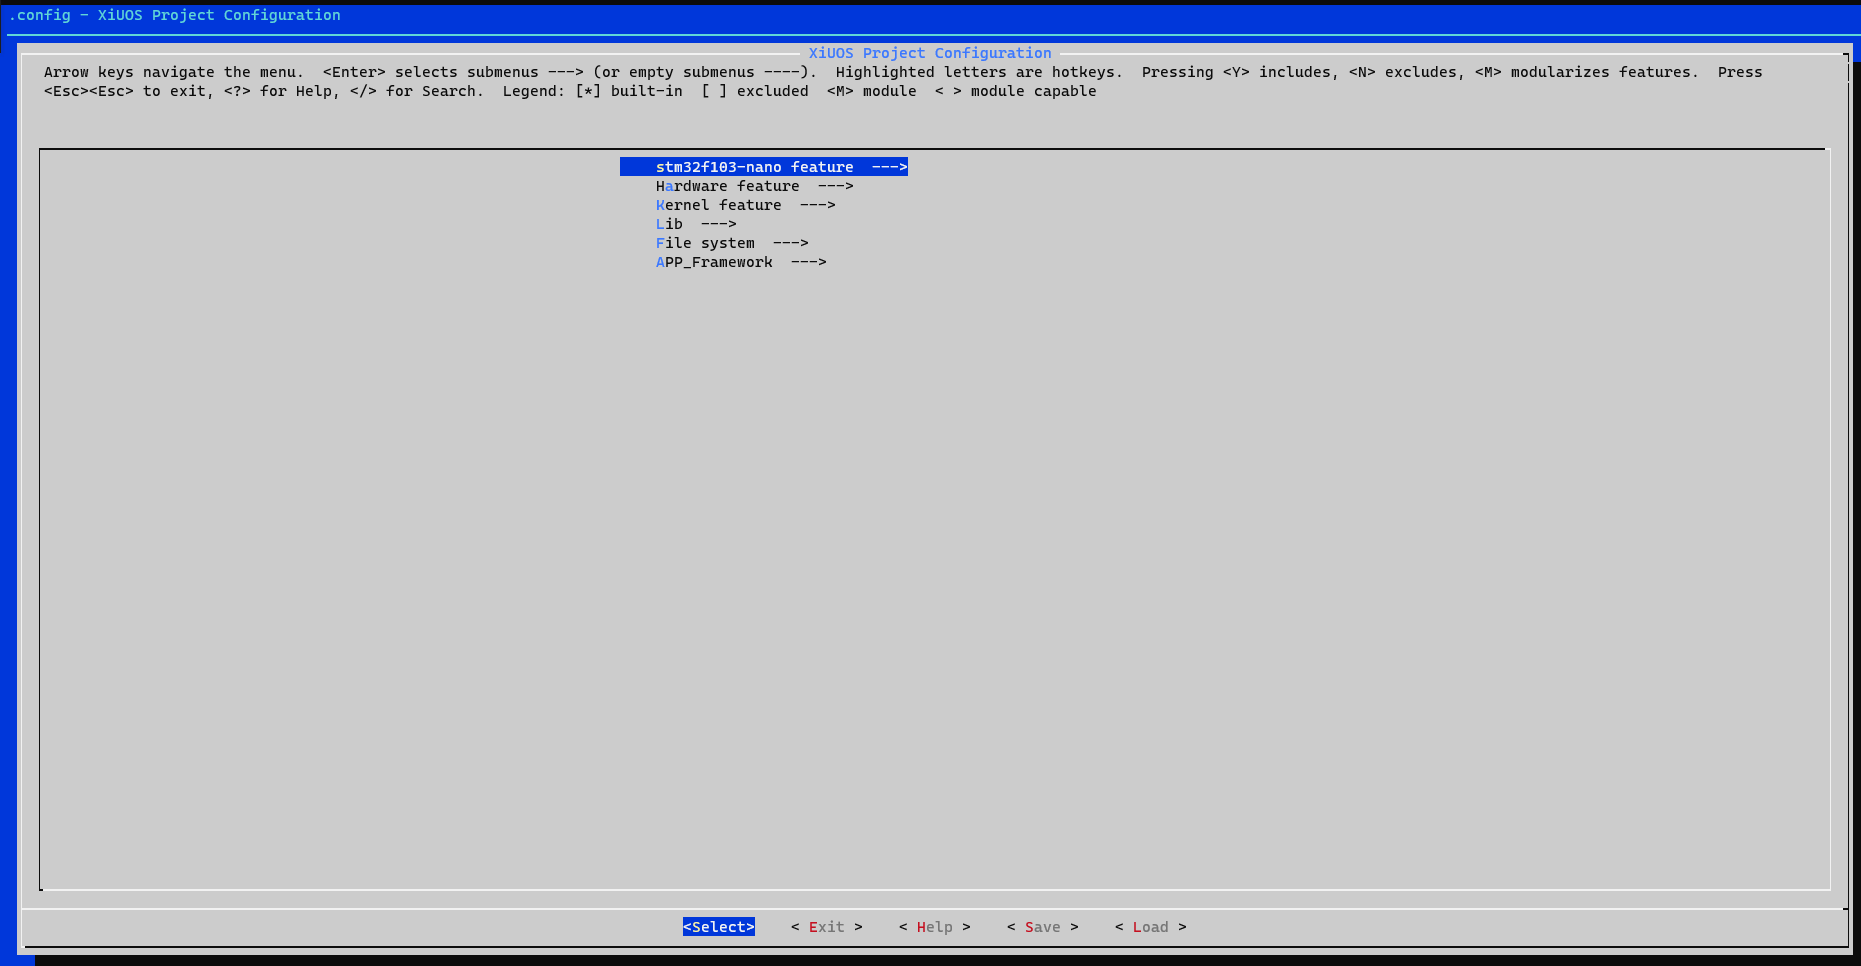 .config - XiUOS Project Configuration
XiUOS Project Configuration
Arrow keys navigate the menu.  <Enter> selects submenus ---> (or empty submenus ----).  Highlighted letters are hotkeys.  Pressing <Y> includes, <N> excludes, <M> modularizes features.  Press
<Esc><Esc> to exit, <?> for Help, </> for Search.  Legend: [*] built-in  [ ] excluded  <M> module  < > module capable
stm32f103-nano feature  --->
Hardware feature  --->
Kernel feature  --->
Lib  --->
File system  --->
APP_Framework  --->
<Select>    < Exit >    < Help >    < Save >    < Load >